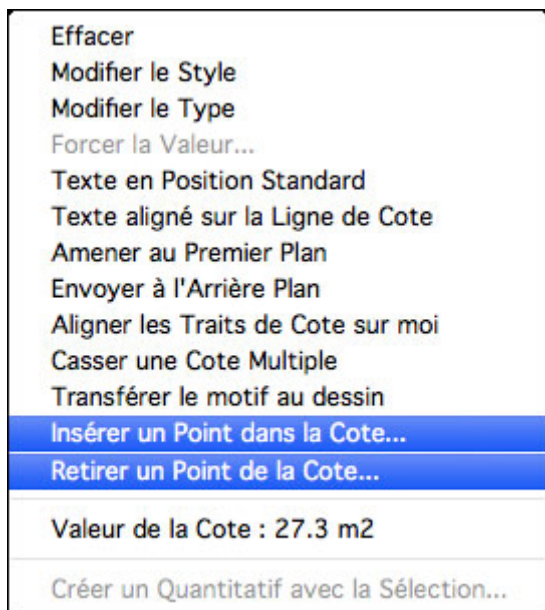 Effacer
Modifier le Style
Modifier le Type
Forcer la Valeur...
Texte en Position Standard
Texte aligné sur la Ligne de Cote
Amener au Premier Plan
Envoyer à l'Arrière Plan
Aligner les Traits de Cote sur moi
Casser une Cote Multiple
Transférer le motif au dessin
Insérer un Point dans la Cote...
Retirer un Point de la Cote...
Valeur de la Cote : 27.3 m2
Créer un Quantitatif avec la Sélection...